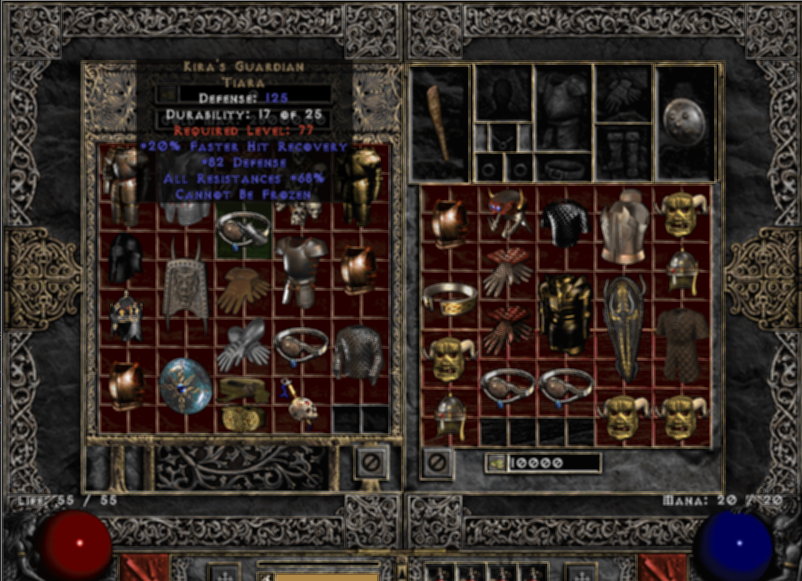 Kira's Guardian
Tiara
Defense: 125
Durability: 17 of 25
Required Level: 77
+20% Faster Hit Recovery
+82 Defense
All Resistances +68%
Cannot Be Frozen
10000
Life: 55 / 55
Mana: 20 / 20